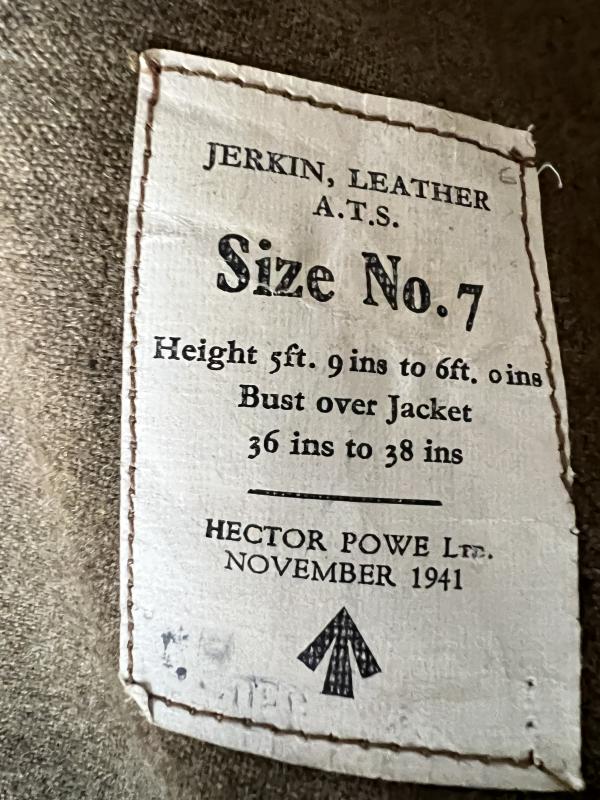 JERKIN, LEATHER
A.T.S.
Size No. 7
Height 5ft. 9 ins to 6ft. 0 ins
Bust over Jacket
36 ins to 38 ins
HECTOR POWE LTD.
NOVEMBER 1941